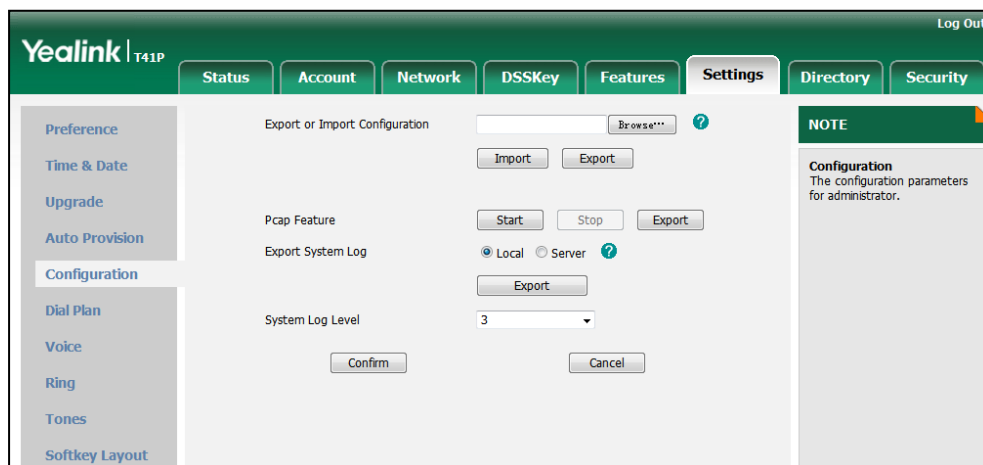 Log Out
Yealink | T41P
Status Account Network DSSKey Features Settings Directory Security
Preference
Time & Date
Upgrade
Auto Provision
Configuration
Dial Plan
Voice
Ring
Tones
Softkey Layout
Export or Import Configuration Browse... ?
Import Export
Pcap Feature Start Stop Export
Export System Log Local Server ?
Export
System Log Level 3
Confirm Cancel
NOTE
Configuration
The configuration parameters
for administrator.